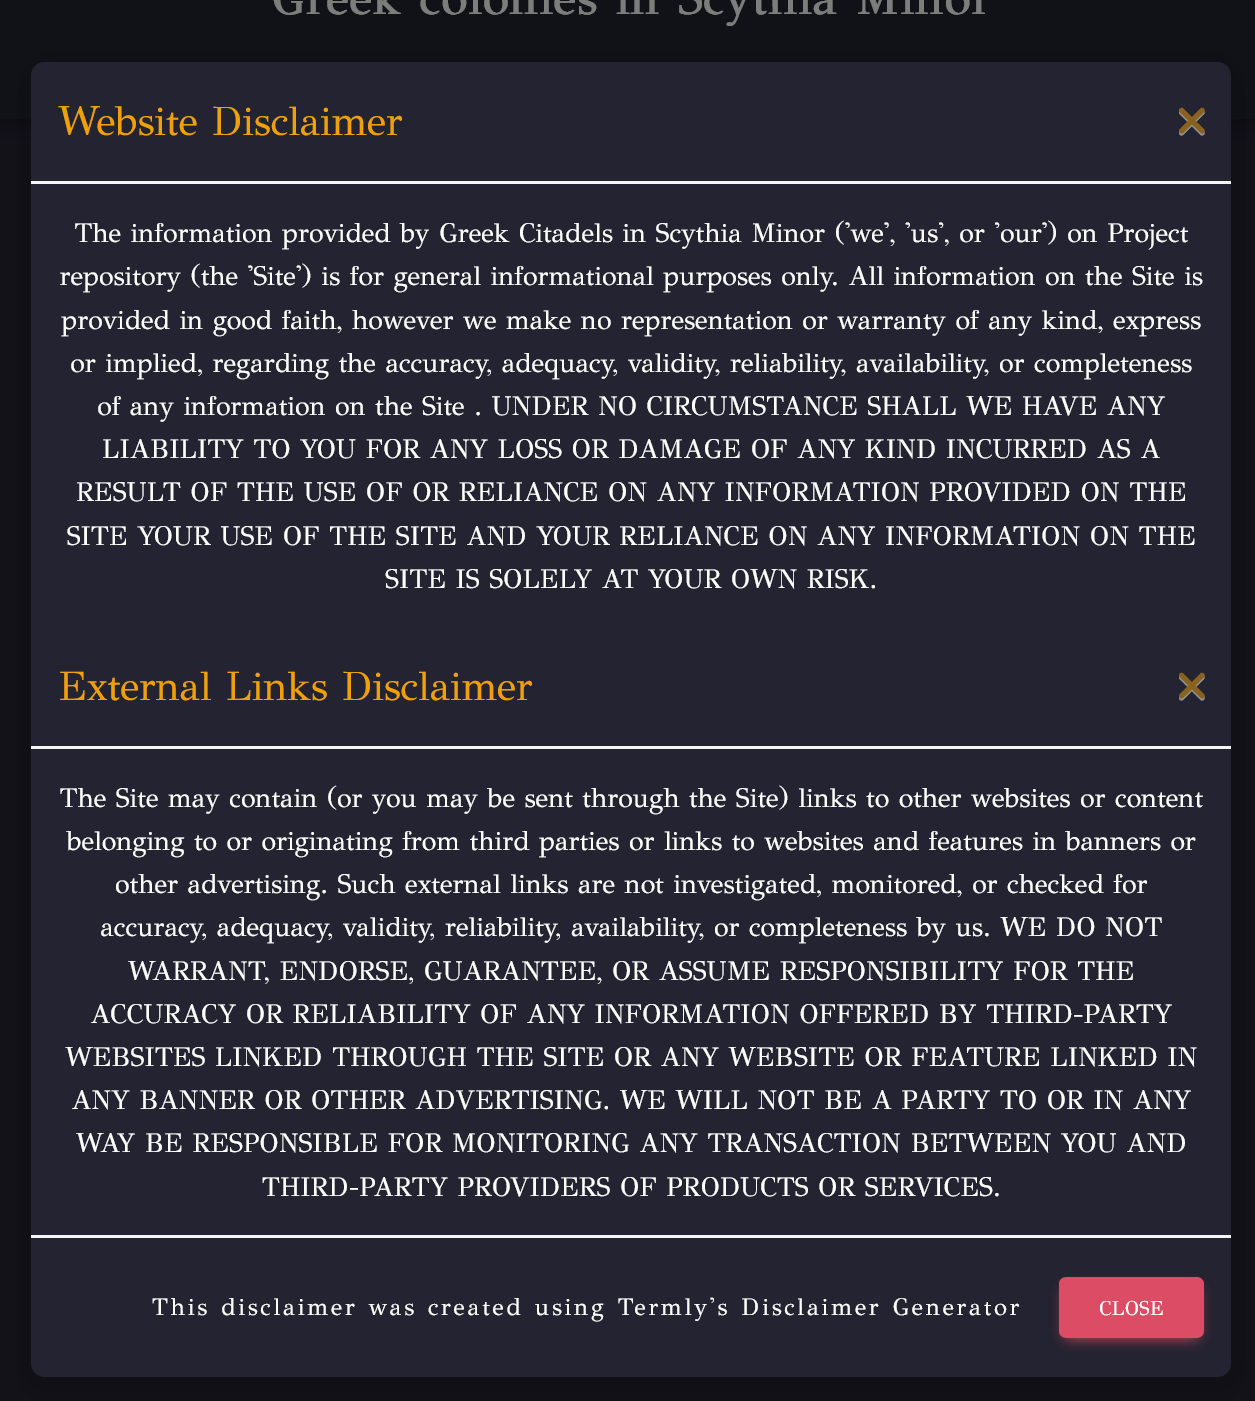 Greek colonies in Scythia Minor
Website Disclaimer
The information provided by Greek Citadels in Scythia Minor ('we', 'us', or 'our') on Project
repository (the 'Site') is for general informational purposes only. All information on the Site is
provided in good faith, however we make no representation or warranty of any kind, express
or implied, regarding the accuracy, adequacy, validity, reliability, availability, or completeness
of any information on the Site . UNDER NO CIRCUMSTANCE SHALL WE HAVE ANY
LIABILITY TO YOU FOR ANY LOSS OR DAMAGE OF ANY KIND INCURRED AS A
RESULT OF THE USE OF OR RELIANCE ON ANY INFORMATION PROVIDED ON THE
SITE YOUR USE OF THE SITE AND YOUR RELIANCE ON ANY INFORMATION ON THE
SITE IS SOLELY AT YOUR OWN RISK.
External Links Disclaimer
The Site may contain (or you may be sent through the Site) links to other websites or content
belonging to or originating from third parties or links to websites and features in banners or
other advertising. Such external links are not investigated, monitored, or checked for
accuracy, adequacy, validity, reliability, availability, or completeness by us. WE DO NOT
WARRANT, ENDORSE, GUARANTEE, OR ASSUME RESPONSIBILITY FOR THE
ACCURACY OR RELIABILITY OF ANY INFORMATION OFFERED BY THIRD-PARTY
WEBSITES LINKED THROUGH THE SITE OR ANY WEBSITE OR FEATURE LINKED IN
ANY BANNER OR OTHER ADVERTISING. WE WILL NOT BE A PARTY TO OR IN ANY
WAY BE RESPONSIBLE FOR MONITORING ANY TRANSACTION BETWEEN YOU AND
THIRD-PARTY PROVIDERS OF PRODUCTS OR SERVICES.
This disclaimer was created using Termly's Disclaimer Generator
CLOSE